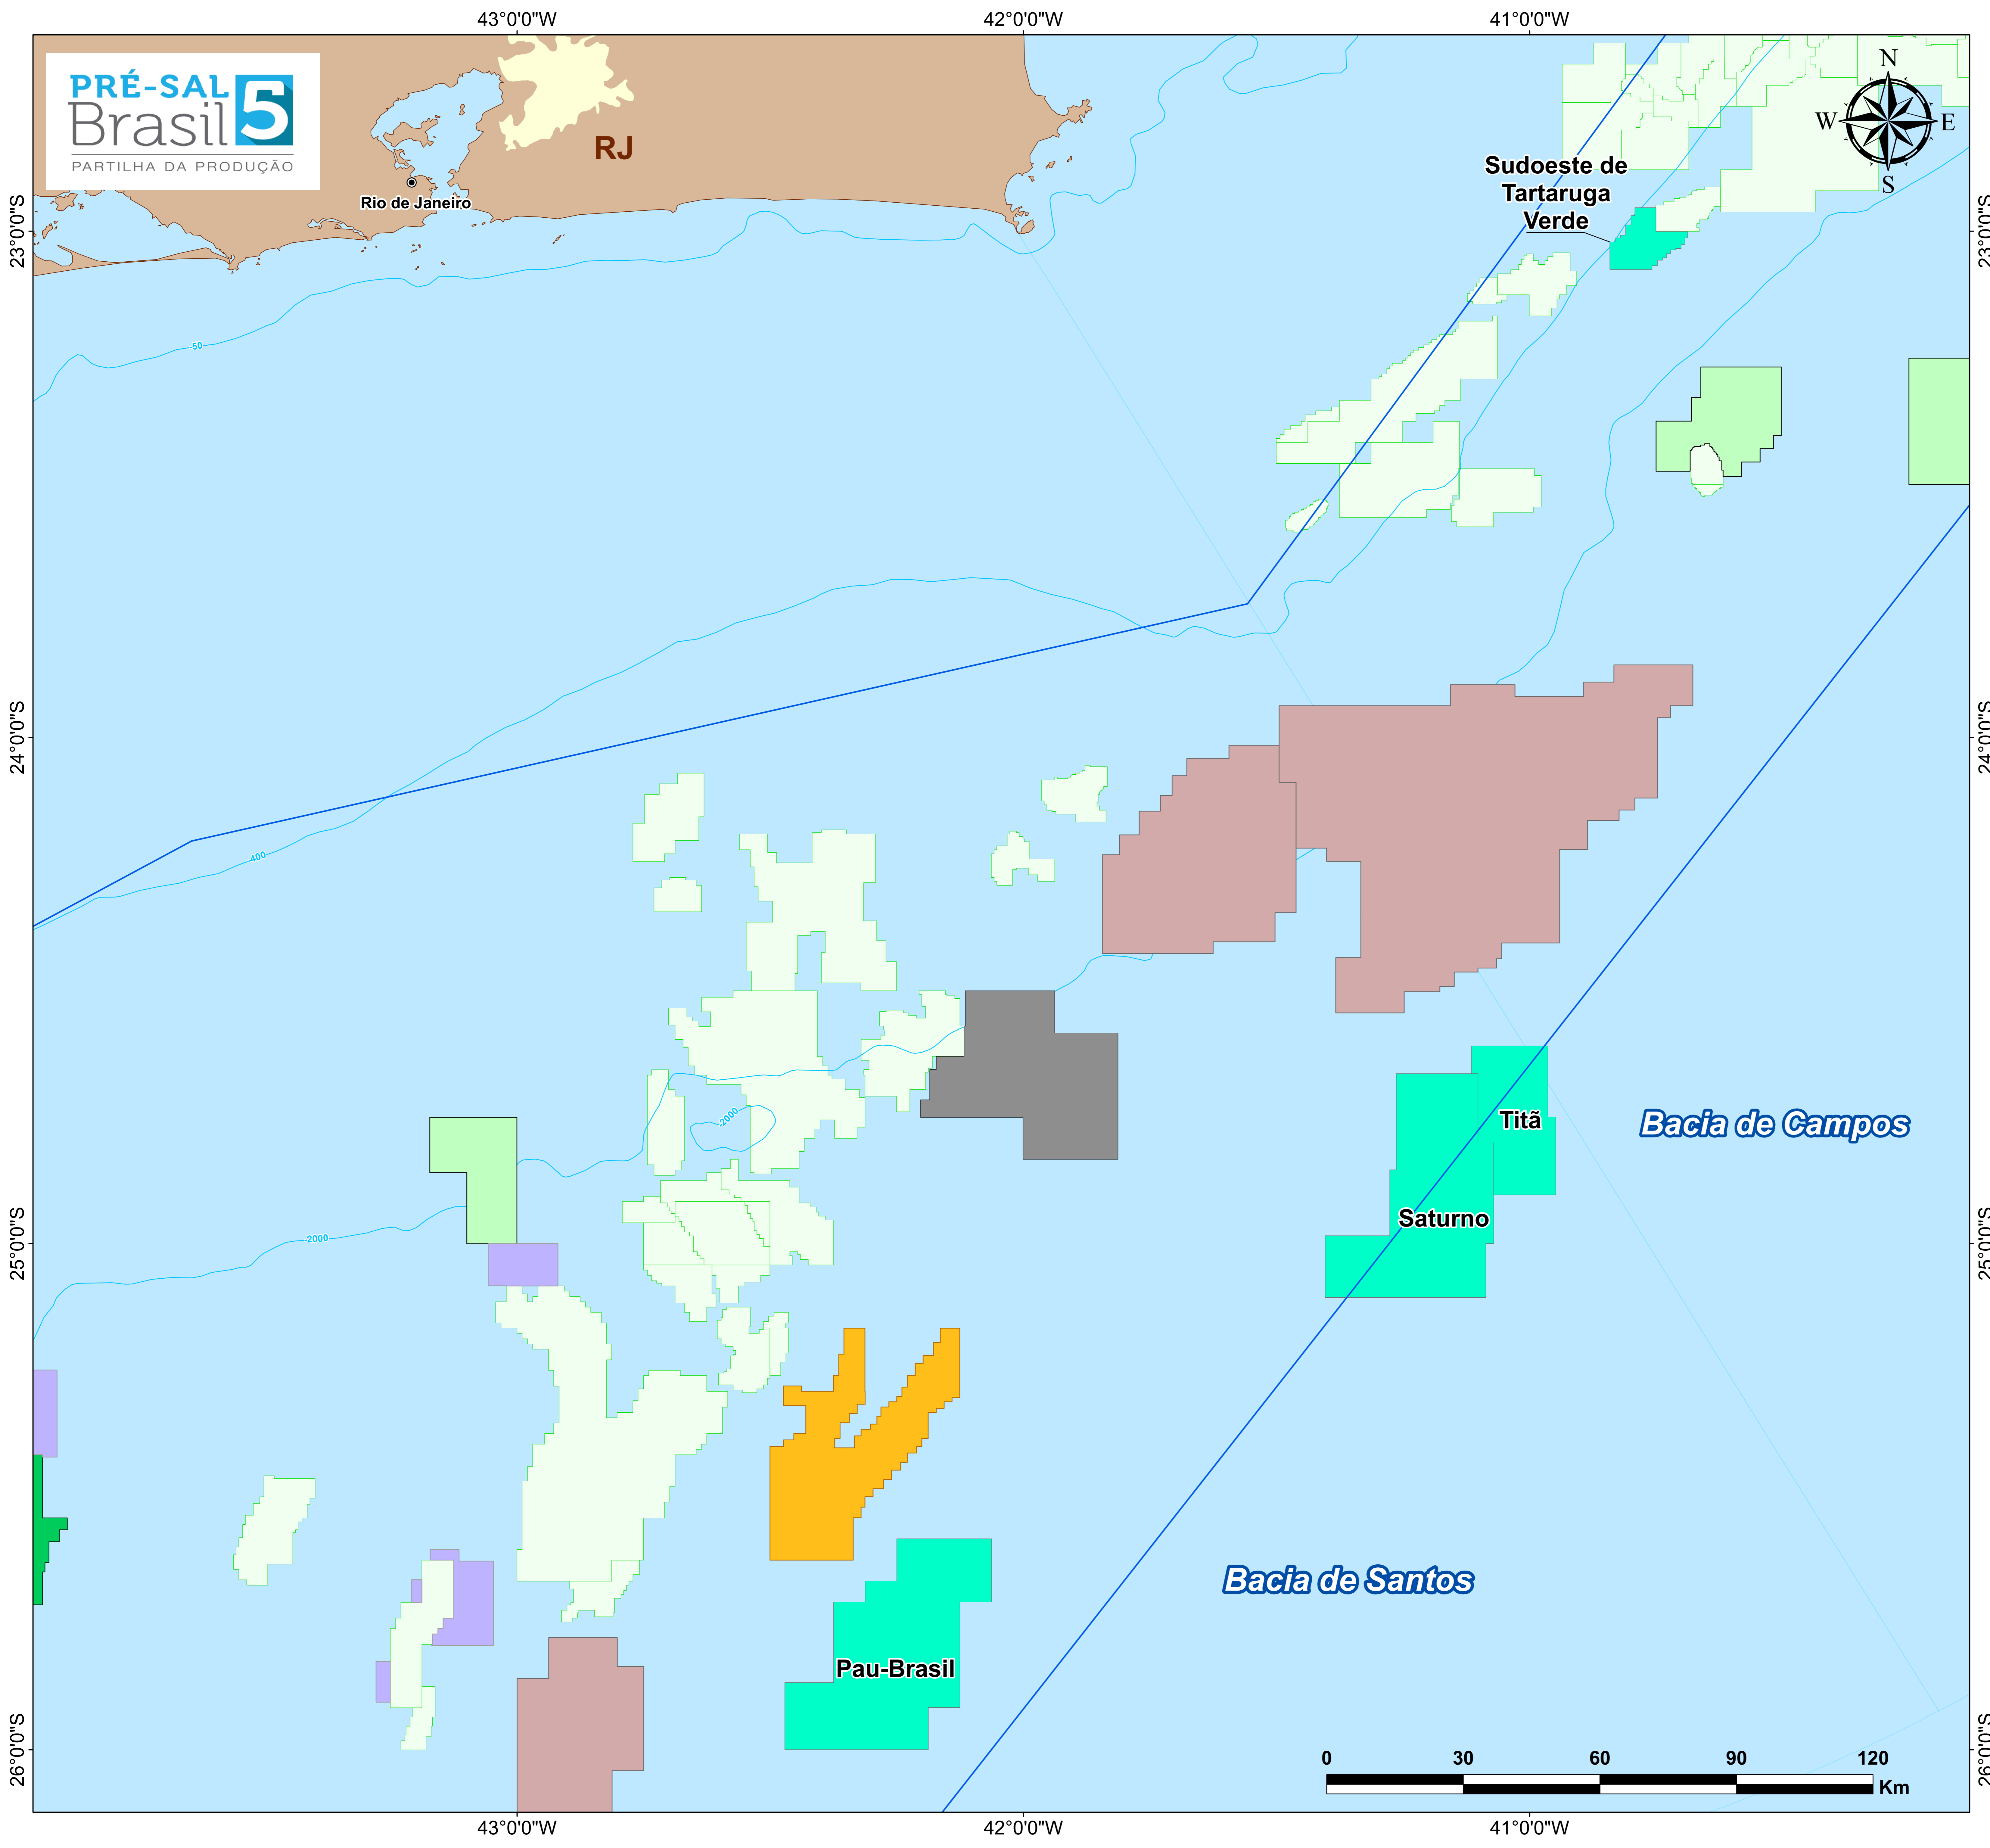 43°0'0"W
42°0'0"W
41°0'0"W
PRÉ-SAL
Brasil 5
PARTILHA DA PRODUÇÃO
RJ
Rio de Janeiro
N
W
E
S
Sudoeste de
Tartaruga
Verde
23°0'0"S
23°0'0"S
-50
24°0'0"S
24°0'0"S
-400
-2000
Titã
Bacia de Campos
Saturno
25°0'0"S
25°0'0"S
-2000
Bacia de Santos
Pau-Brasil
26°0'0"S
26°0'0"S
0
30
60
90
120
Km
43°0'0"W
42°0'0"W
41°0'0"W